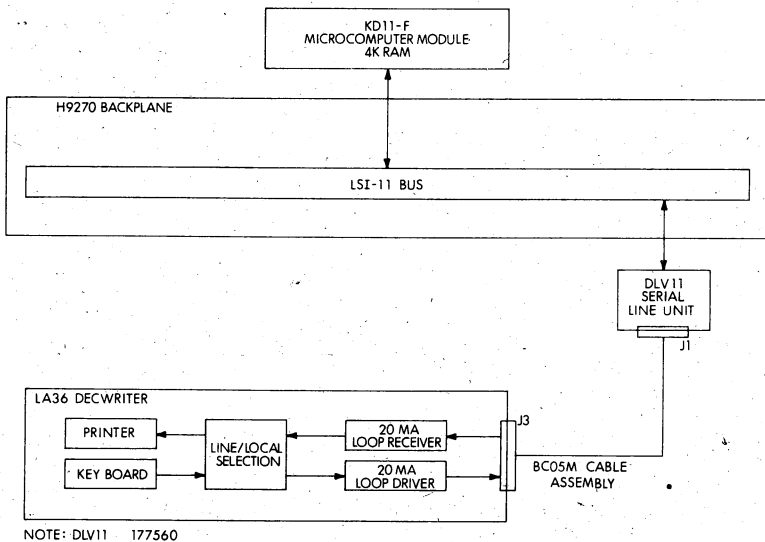 KD11-F
MICROCOMPUTER MODULE
4K RAM
H9270 BACKPLANE
LSI-11 BUS
DLV11
SERIAL
LINE UNIT
J1
LA36 DECWRITER
PRINTER
KEY BOARD
LINE/LOCAL
SELECTION
20 MA
LOOP RECEIVER
20 MA
LOOP DRIVER
J3
BC05M CABLE
ASSEMBLY
NOTE: DLV11 177560